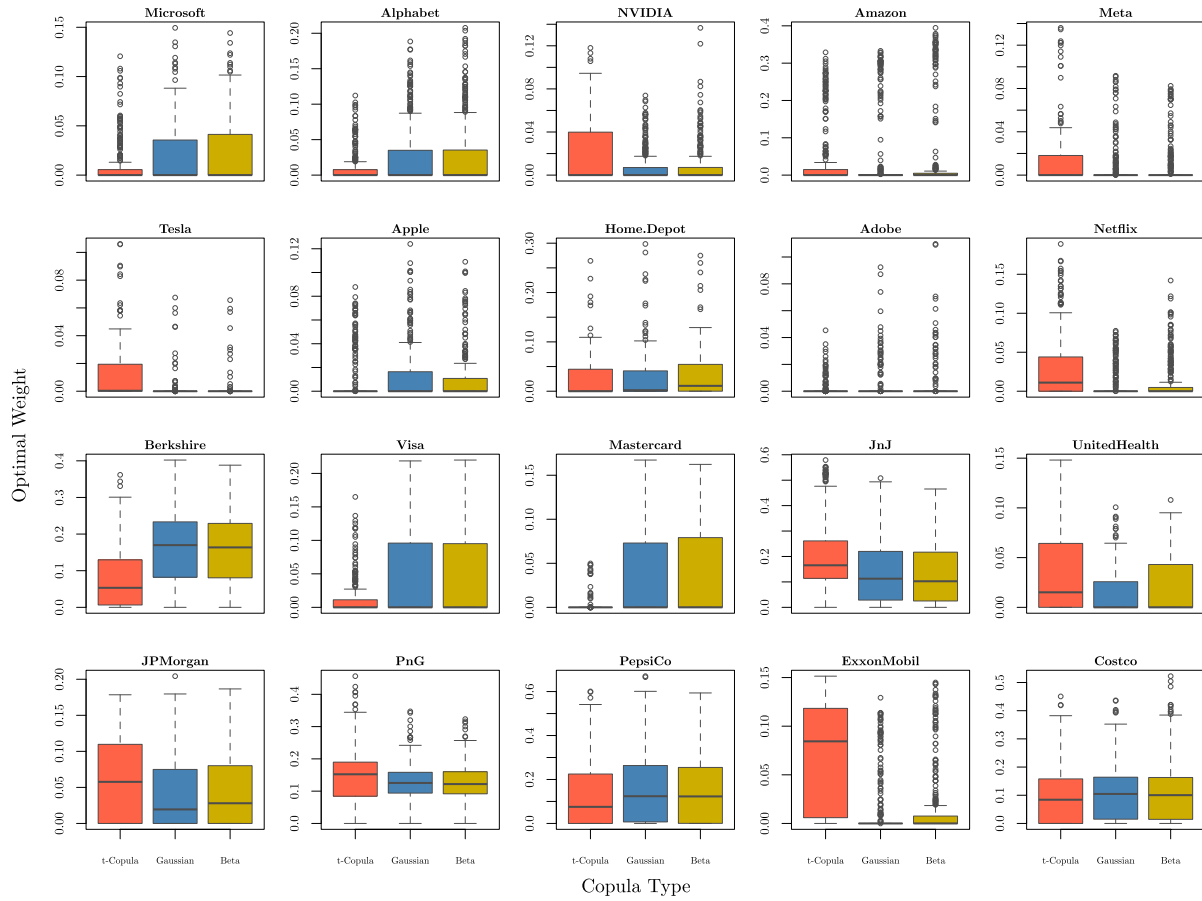 Microsoft
0.00 0.05 0.10 0.15
Alphabet
0.00 0.05 0.10 0.15 0.20
NVIDIA
0.00 0.04 0.08 0.12
Amazon
0.0 0.1 0.2 0.3 0.4
Meta
0.00 0.04 0.08 0.12
Tesla
0.00 0.04 0.08
Apple
0.00 0.04 0.08 0.12
Home.Depot
0.00 0.10 0.20 0.30
Adobe
0.00 0.04 0.08
Netflix
0.00 0.05 0.10 0.15
Optimal Weight
Berkshire
0.0 0.1 0.2 0.3 0.4
Visa
0.00 0.05 0.10 0.15 0.20
Mastercard
0.00 0.05 0.10 0.15
JnJ
0.0 0.2 0.4 0.6
UnitedHealth
0.00 0.05 0.10 0.15
JPMorgan
0.00 0.05 0.10 0.15 0.20
PnG
0.0 0.1 0.2 0.3 0.4
PepsiCo
0.0 0.2 0.4 0.6
ExxonMobil
0.00 0.05 0.10 0.15
Costco
0.0 0.1 0.2 0.3 0.4 0.5
t-Copula Gaussian Beta
t-Copula Gaussian Beta
t-Copula Gaussian Beta
t-Copula Gaussian Beta
t-Copula Gaussian Beta
Copula Type